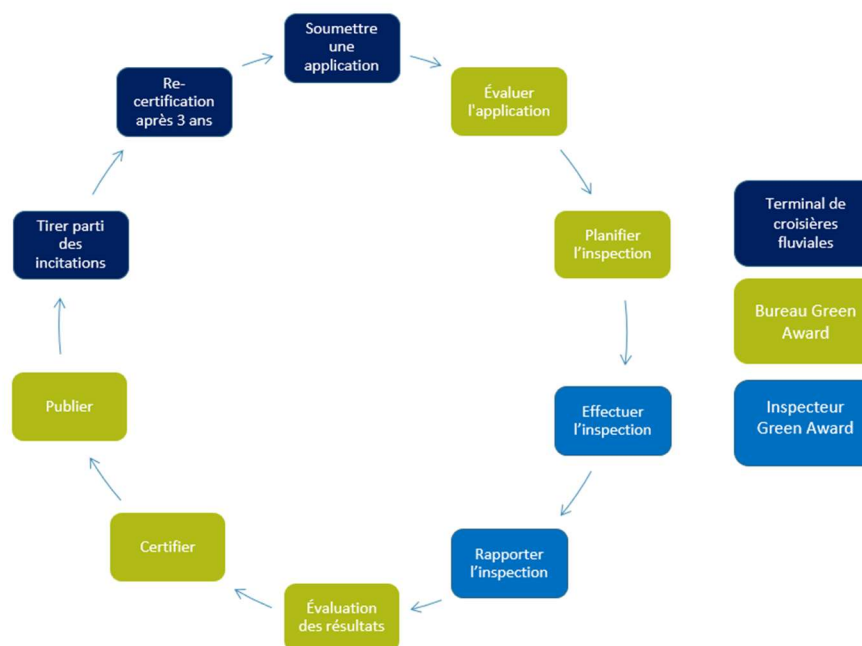 Soumettre
une
application
Évaluer
l'application
Planifier
l’inspection
Effectuer
l’inspection
Rapporter
l’inspection
Évaluation
des résultats
Certifier
Publier
Tirer parti
des
incitations
Re-
certification
après 3 ans
Terminal de
croisières
fluviales
Bureau Green
Award
Inspecteur
Green Award